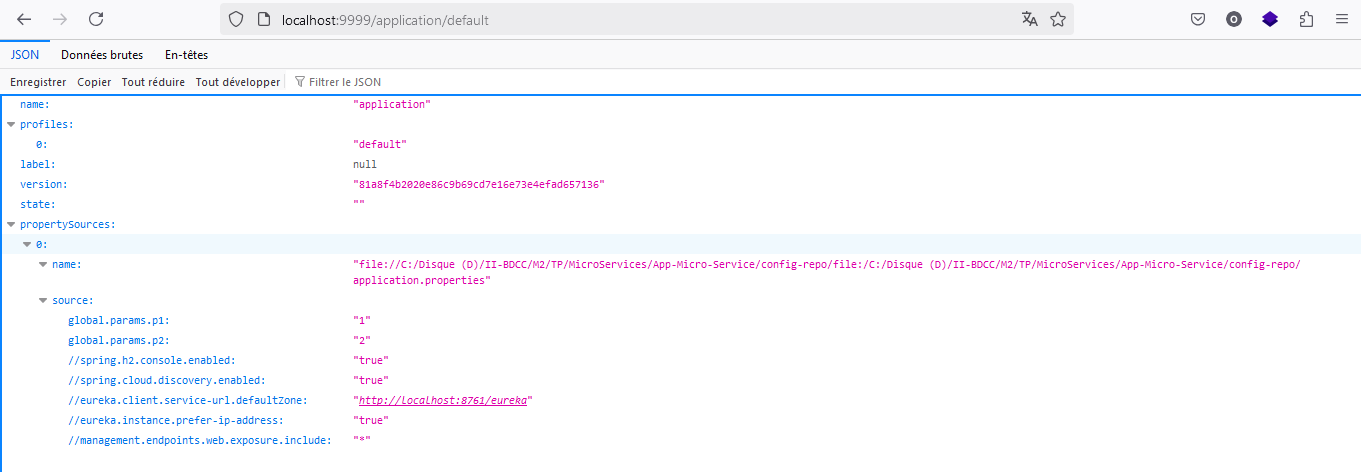 localhost:9999/application/default
JSON Données brutes En-têtes
Enregistrer Copier Tout réduire Tout développer Filtrer le JSON
name: "application"
profiles:
0: "default"
label: null
version: "81a8f4b2020e86c9b69cd7e16e73e4efad657136"
state: ""
propertySources:
0:
name: "file://C:/Disque (D)/II-BDCC/M2/TP/MicroServices/App-Micro-Service/config-repo/file:/C:/Disque (D)/II-BDCC/M2/TP/MicroServices/App-Micro-Service/config-repo/
application.properties"
source:
global.params.p1: "1"
global.params.p2: "2"
//spring.h2.console.enabled: "true"
//spring.cloud.discovery.enabled: "true"
//eureka.client.service-url.defaultZone: "http://localhost:8761/eureka"
//eureka.instance.prefer-ip-address: "true"
//management.endpoints.web.exposure.include: "*"